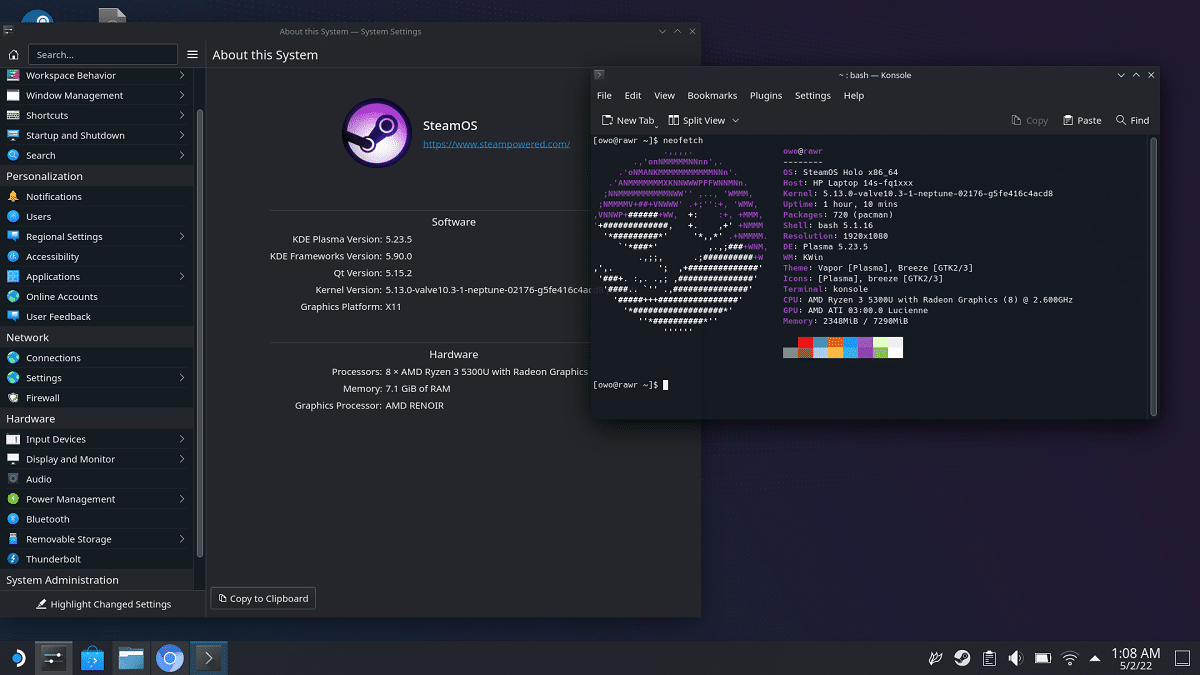 About this System — System Settings
Search...
About this System
Workspace Behavior
Window Management
Shortcuts
Startup and Shutdown
Search
Personalization
Notifications
Users
Regional Settings
Accessibility
Applications
Online Accounts
User Feedback
Network
Connections
Settings
Firewall
Hardware
Input Devices
Display and Monitor
Audio
Power Management
Bluetooth
Removable Storage
Thunderbolt
System Administration
Highlight Changed Settings
SteamOS
https://www.steampowered.com/
Software
KDE Plasma Version: 5.23.5
KDE Frameworks Version: 5.90.0
Qt Version: 5.15.2
Kernel Version: 5.13.0-valve10.3-1-neptune-02176-g5fe416c4ac
Graphics Platform: X11
Hardware
Processors: 8 × AMD Ryzen 3 5300U with Radeon Graphics
Memory: 7.1 GiB of RAM
Graphics Processor: AMD RENOIR
Copy to Clipboard
~ : bash — Konsole
File Edit View Bookmarks Plugins Settings Help
New Tab Split View Copy Paste Find
[owo@rawr ~]$ neofetch
owo@rawr
--------
OS: SteamOS Holo x86_64
Host: HP Laptop 14s-fq1xxx
Kernel: 5.13.0-valve10.3-1-neptune-02176-g5fe416c4acd8
Uptime: 1 hour, 10 mins
Packages: 720 (pacman)
Shell: bash 5.1.16
Resolution: 1920x1080
DE: Plasma 5.23.5
WM: KWin
Theme: Vapor [Plasma], Breeze [GTK2/3]
Icons: [Plasma], breeze [GTK2/3]
Terminal: konsole
CPU: AMD Ryzen 3 5300U with Radeon Graphics (8) @ 2.600GHz
GPU: AMD ATI 03:00.0 Lucienne
Memory: 2348MiB / 7290MiB
[owo@rawr ~]$
1:08 AM
5/2/22